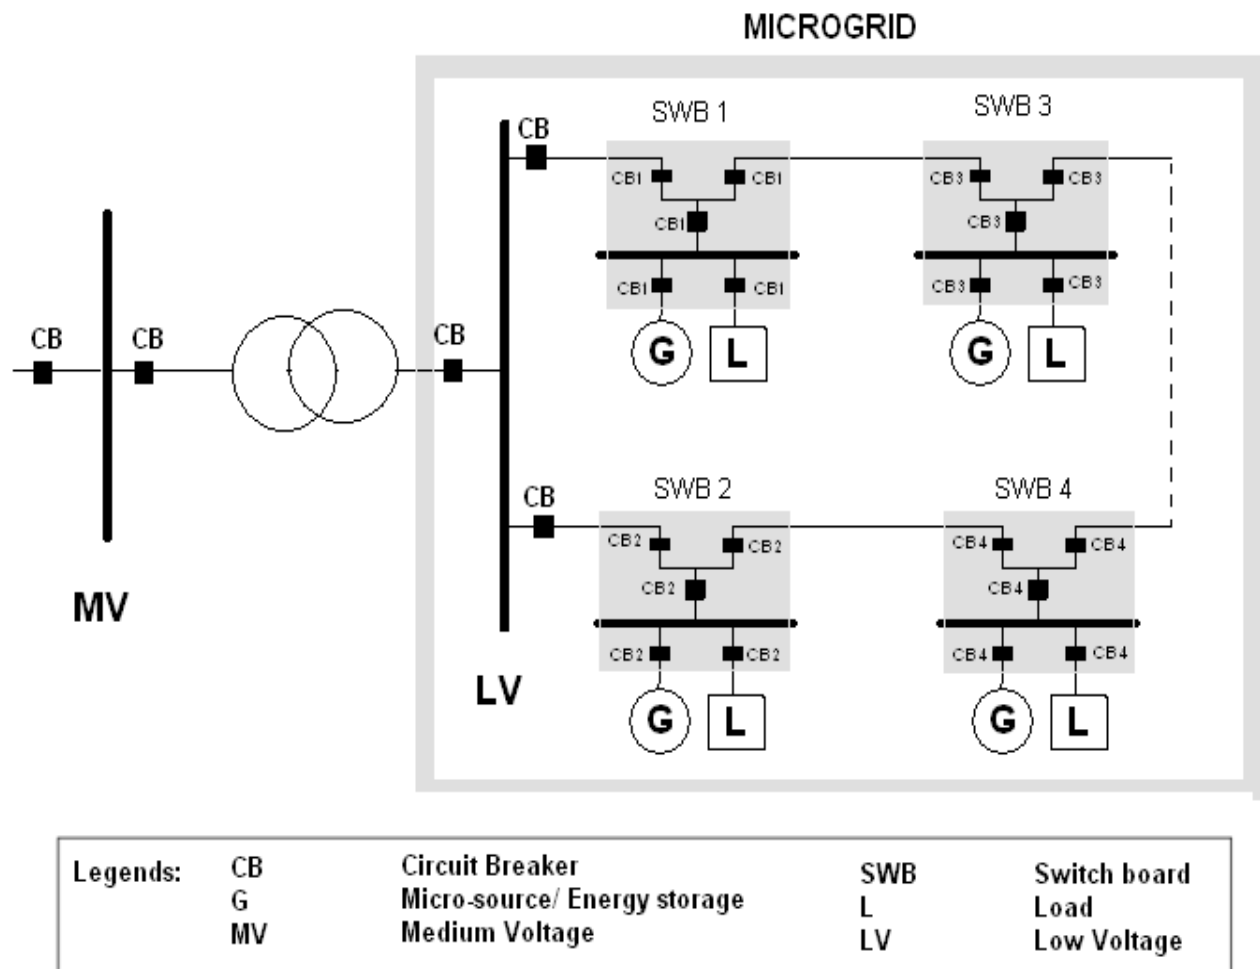 MICROGRID
SWB 1
SWB 3
CB
CB1
CB1
CB3
CB3
CB1
CB3
CB1
CB1
CB3
CB3
G
L
G
L
CB
CB
CB
SWB 2
SWB 4
CB
CB2
CB2
CB4
CB4
CB2
CB4
CB2
CB2
CB4
CB4
MV
LV
G
L
G
L
Legends: CB Circuit Breaker SWB Switch board
G Micro-source/ Energy storage L Load
MV Medium Voltage LV Low Voltage